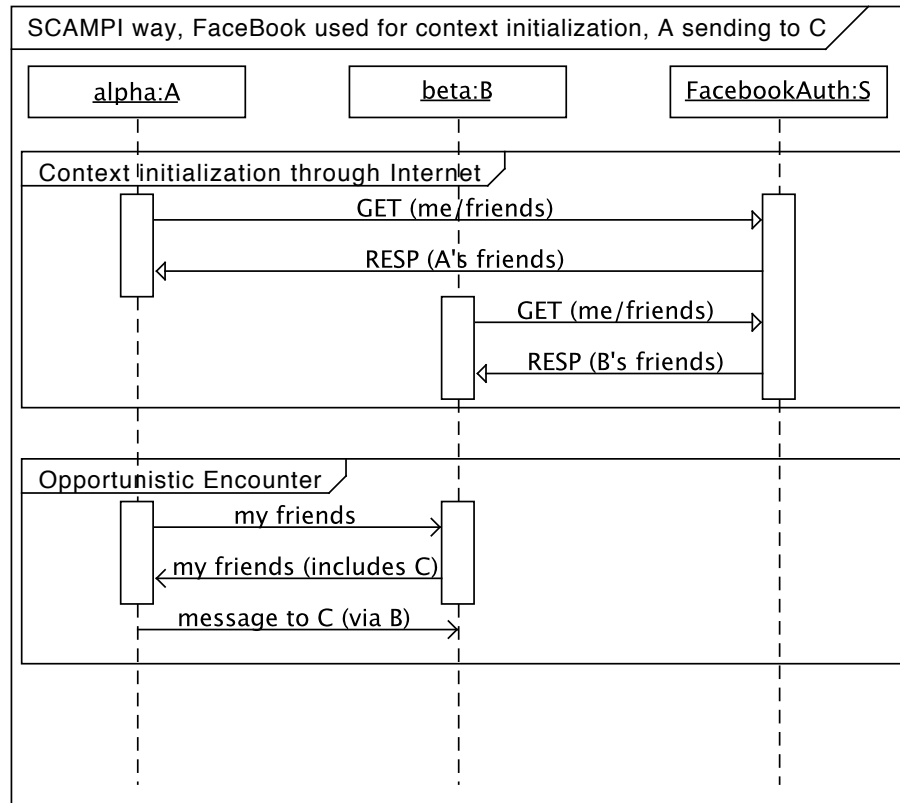 SCAMPI way, FaceBook used for context initialization, A sending to C
alpha:A
beta:B
FacebookAuth:S
Context initialization through Internet
GET (me/friends)
RESP (A's friends)
GET (me/friends)
RESP (B's friends)
Opportunistic Encounter
my friends
my friends (includes C)
message to C (via B)